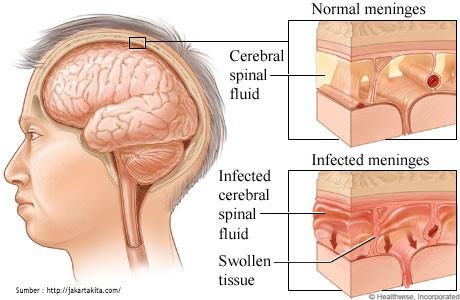 Normal meninges
Cerebral
spinal
fluid
Infected meninges
Infected
cerebral
spinal
fluid
Swollen
tissue
Sumber : http://jakartakita.com/
© Healthwise, Incorporated